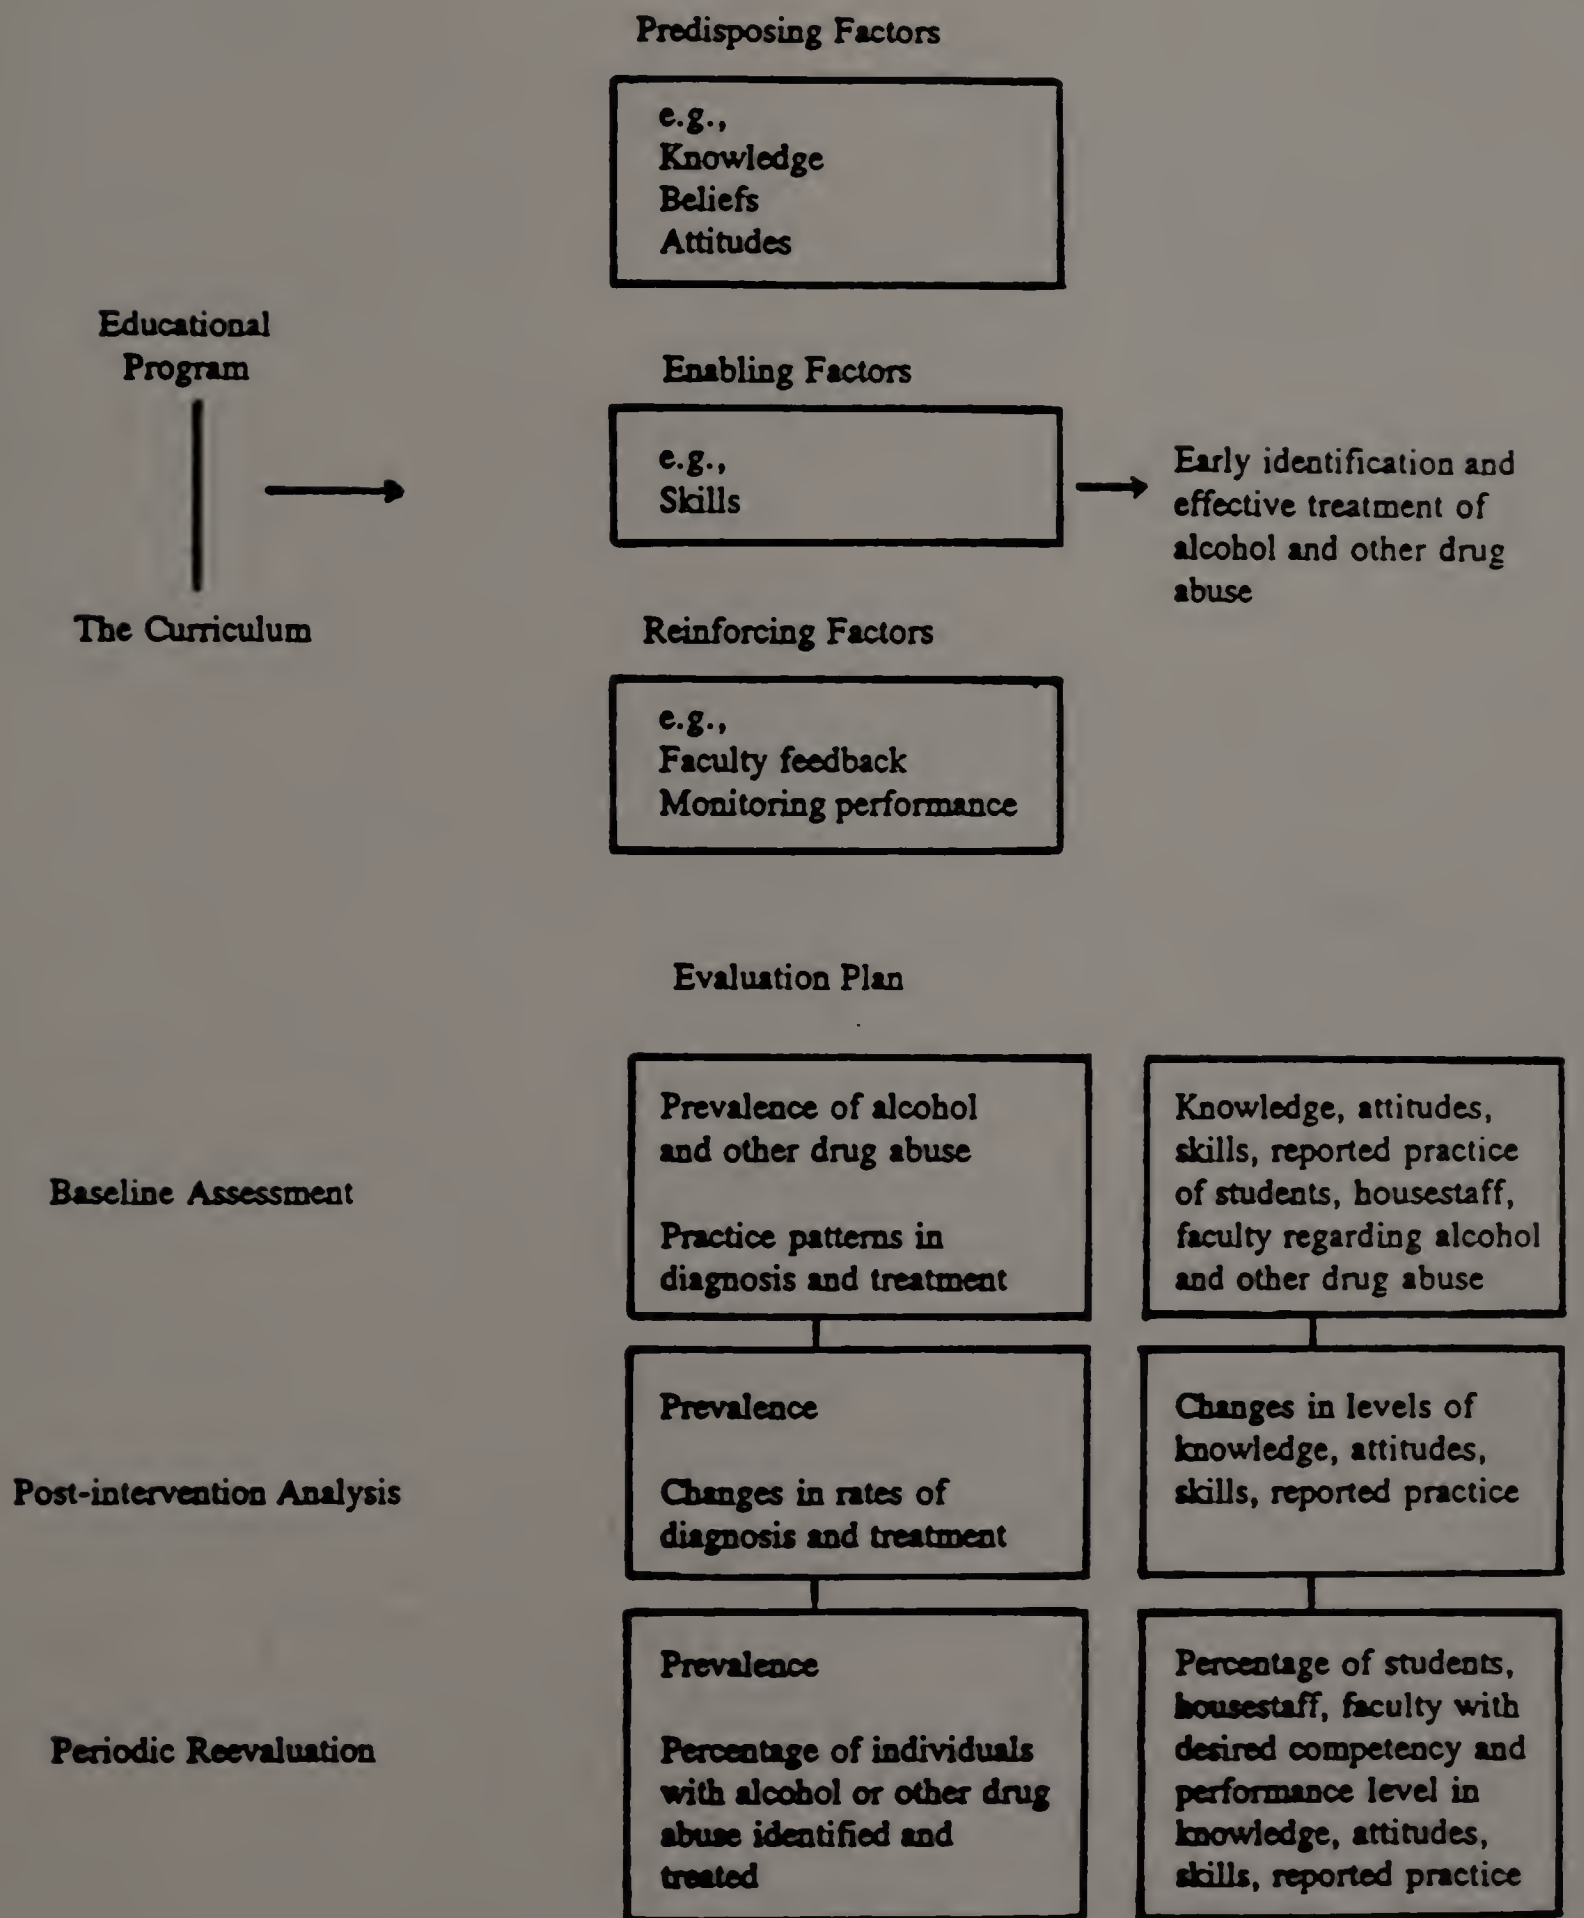 Predisposing Factors
e.g.,
Knowledge
Beliefs
Attitudes
Educational
Program
The Curriculum
Enabling Factors
e.g.,
Skills
Early identification and
effective treatment of
alcohol and other drug
abuse
Reinforcing Factors
e.g.,
Faculty feedback
Monitoring performance
Evaluation Plan
Baseline Assessment
Prevalence of alcohol
and other drug abuse
Practice patterns in
diagnosis and treatment
Knowledge, attitudes,
skills, reported practice
of students, housestaff,
faculty regarding alcohol
and other drug abuse
Post-intervention Analysis
Prevalence
Changes in rates of
diagnosis and treatment
Changes in levels of
knowledge, attitudes,
skills, reported practice
Periodic Reevaluation
Prevalence
Percentage of individuals
with alcohol or other drug
abuse identified and
treated
Percentage of students,
housestaff, faculty with
desired competency and
performance level in
knowledge, attitudes,
skills, reported practice